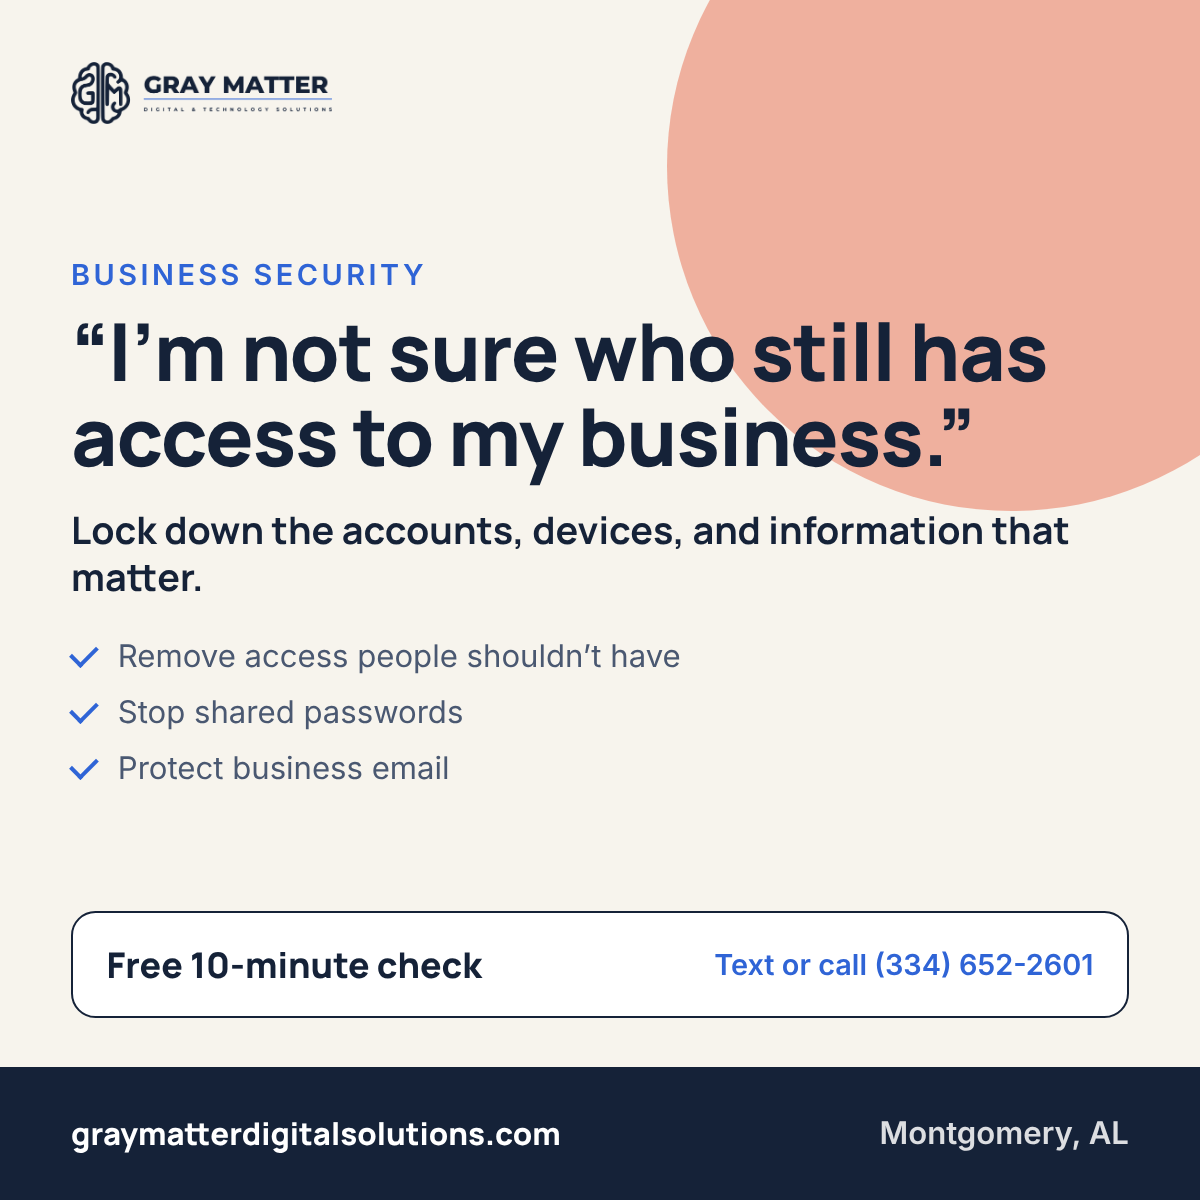 GM
GRAY MATTER
DIGITAL & TECHNOLOGY SOLUTIONS
BUSINESS SECURITY
“I’m not sure who still has
access to my business.”
Lock down the accounts, devices, and information that
matter.
Remove access people shouldn’t have
Stop shared passwords
Protect business email
Free 10-minute check
Text or call (334) 652-2601
graymatterdigitalsolutions.com
Montgomery, AL